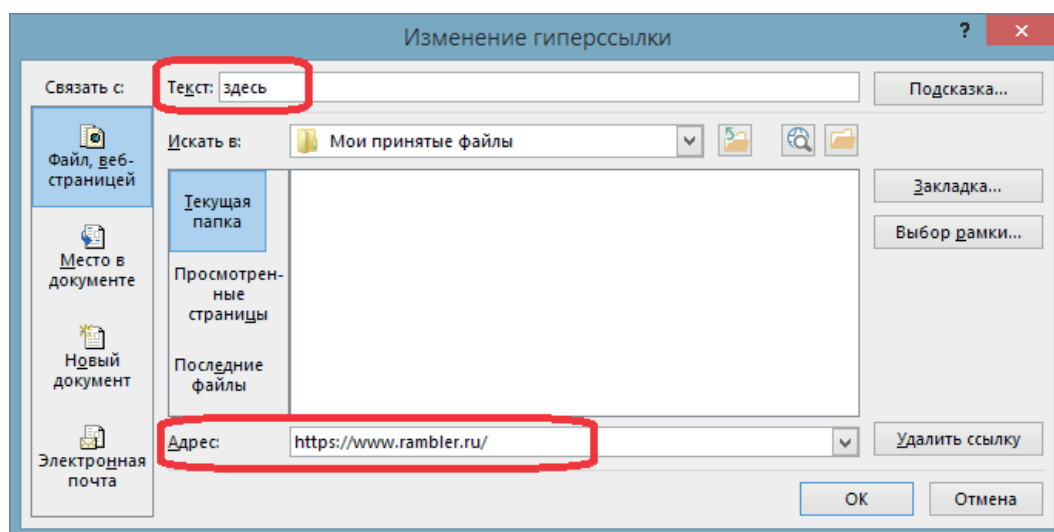 Изменение гиперссылки
? ×
Связать с:
Текст: здесь
Подсказка...
Файл, веб-
страницей
Искать в:
Мои принятые файлы
Текущая
папка
Закладка...
Выбор рамки...
Место в
документе
Просмотрен-
ные
страницы
Новый
документ
Последние
файлы
Адрес:
https://www.rambler.ru/
Удалить ссылку
Электронная
почта
ОК
Отмена